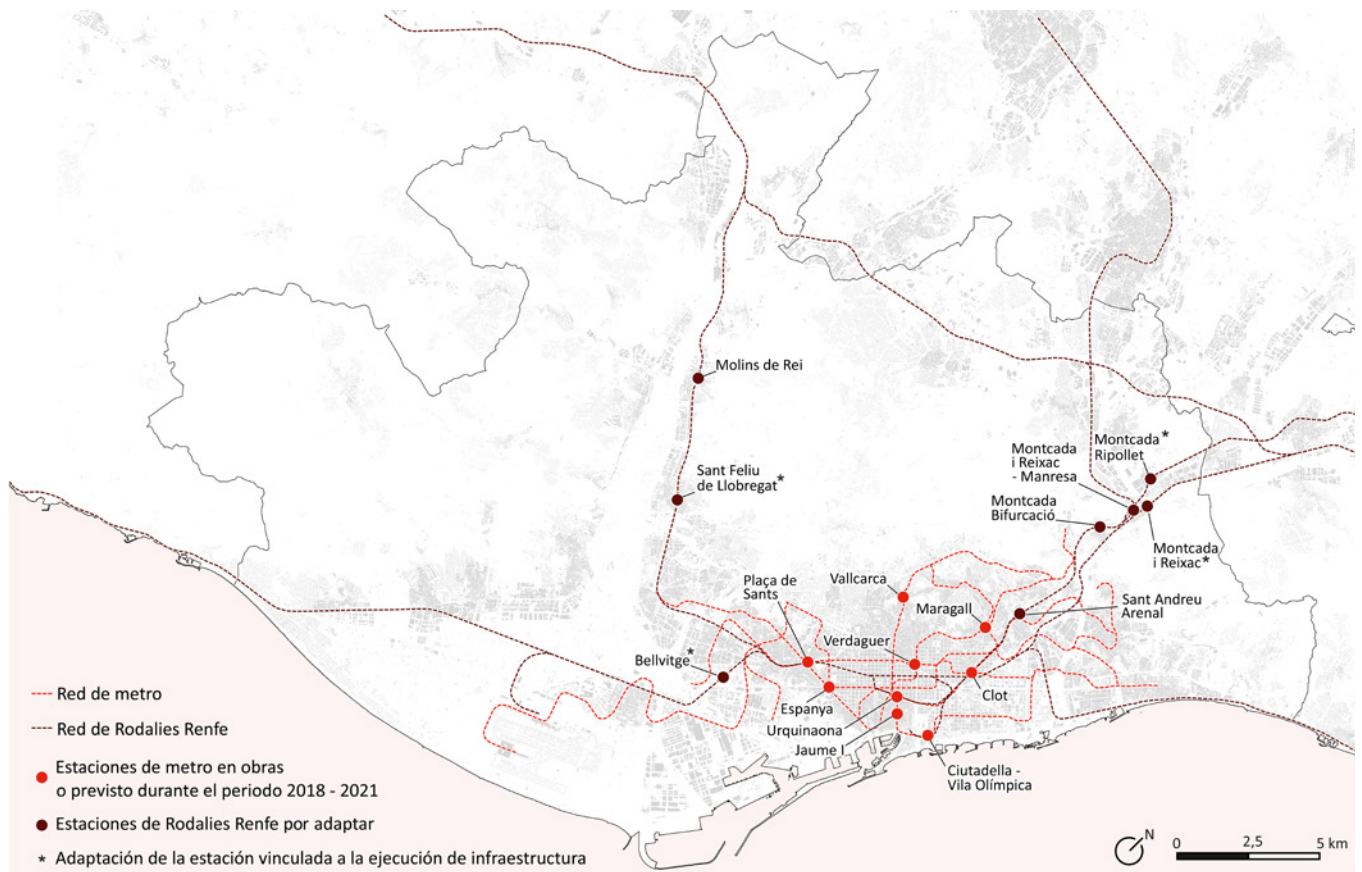 Molins de Rei
Sant Feliu
de Llobregat*
Montcada
i Reixac
- Manresa
Montcada*
Ripollet
Montcada
Bifurcació
Montcada
i Reixac*
Plaça de
Sants
Vallcarca
Maragall
Sant Andreu
Arenal
Verdaguer
Bellvitge*
Clot
Espanya
Urquinaona
Jaume I
Ciutadella -
Vila Olímpica
Red de metro
Red de Rodalies Renfe
Estaciones de metro en obras
o previsto durante el periodo 2018 - 2021
Estaciones de Rodalies Renfe por adaptar
* Adaptación de la estación vinculada a la ejecución de infraestructura
N
0 2,5 5 km